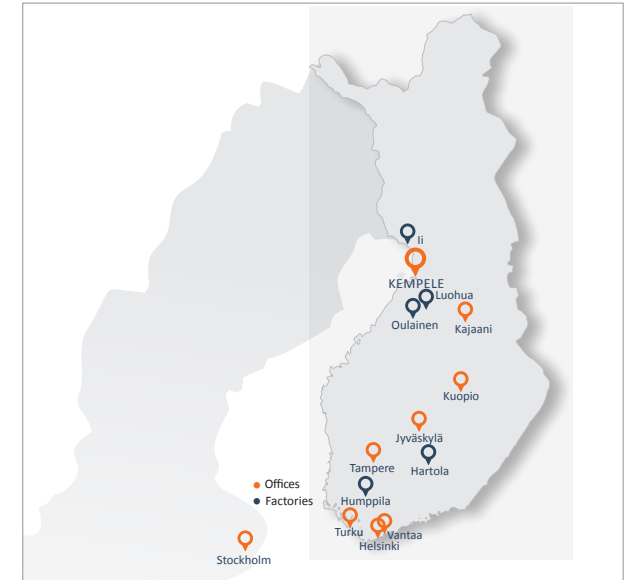 Ii
KEMPELE
Luohua
Oulainen
Kajaani
Kuopio
Jyväskylä
Tampere
Hartola
Offices
Factories
Humppila
Turku
Vantaa
Helsinki
Stockholm